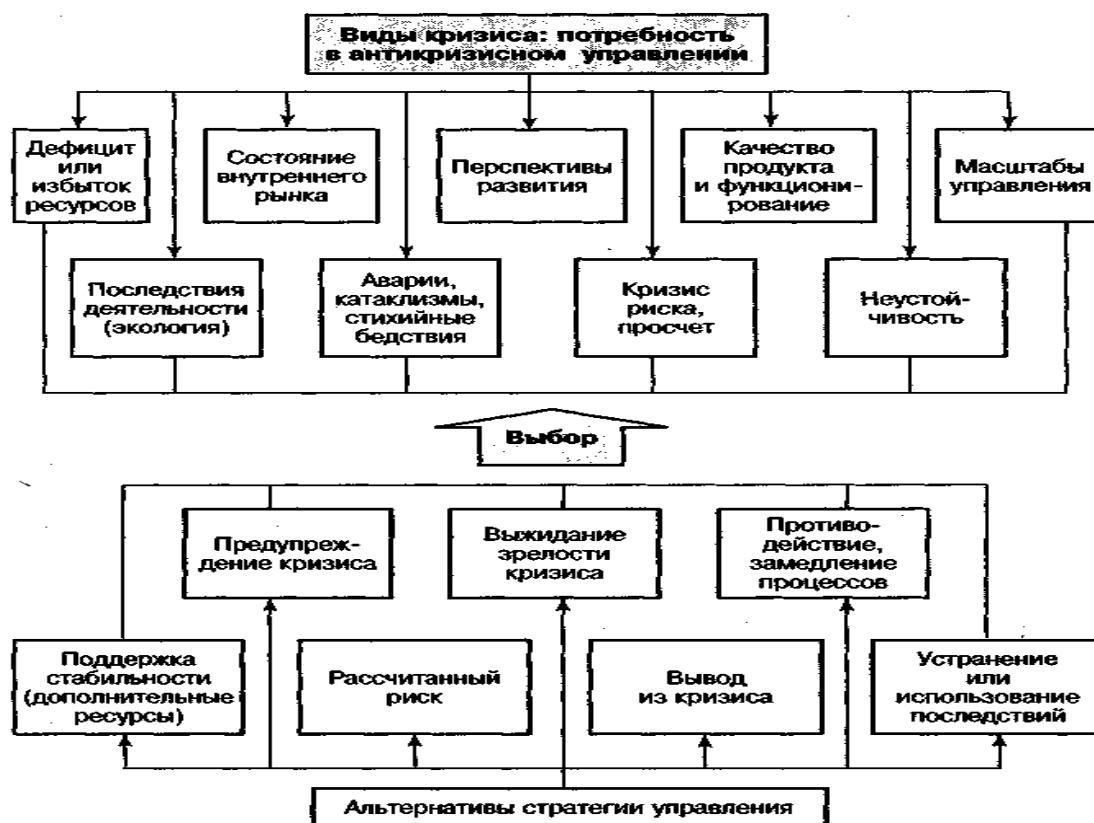 Виды кризиса: потребность
в антикризисном управлении
Дефицит
или
избыток
ресурсов
Состояние
внутреннего
рынка
Перспективы
развития
Качество
продукта
и функциони-
рование
Масштабы
управления
Последствия
деятельности
(экология)
Аварии,
катаклизмы,
стихийные
бедствия
Кризис
риска,
просчет
Неустой-
чивость
Выбор
Предупреж-
дение кризиса
Выжидание
зрелости
кризиса
Противо-
действие,
замедление
процессов
Поддержка
стабильности
(дополнительные
ресурсы)
Рассчитанный
риск
Вывод
из кризиса
Устранение
или
использование
последствий
Альтернативы стратегии управления